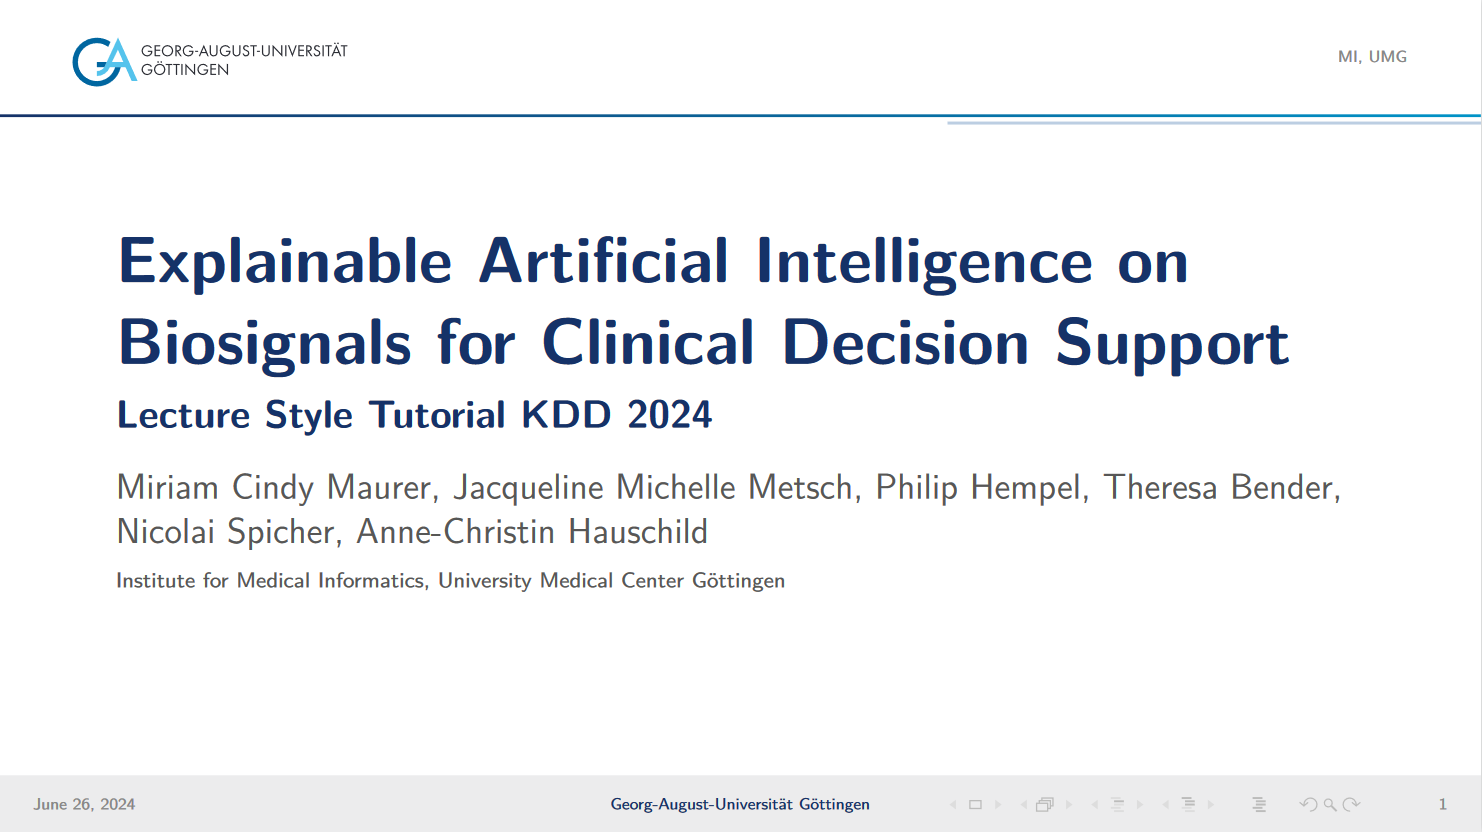 GEORG-AUGUST-UNIVERSITÄT
GÖTTINGEN
MI, UMG
Explainable Artificial Intelligence on
Biosignals for Clinical Decision Support
Lecture Style Tutorial KDD 2024
Miriam Cindy Maurer, Jacqueline Michelle Metsch, Philip Hempel, Theresa Bender,
Nicolai Spicher, Anne-Christin Hauschild
Institute for Medical Informatics, University Medical Center Göttingen
June 26, 2024
Georg-August-Universität Göttingen
1